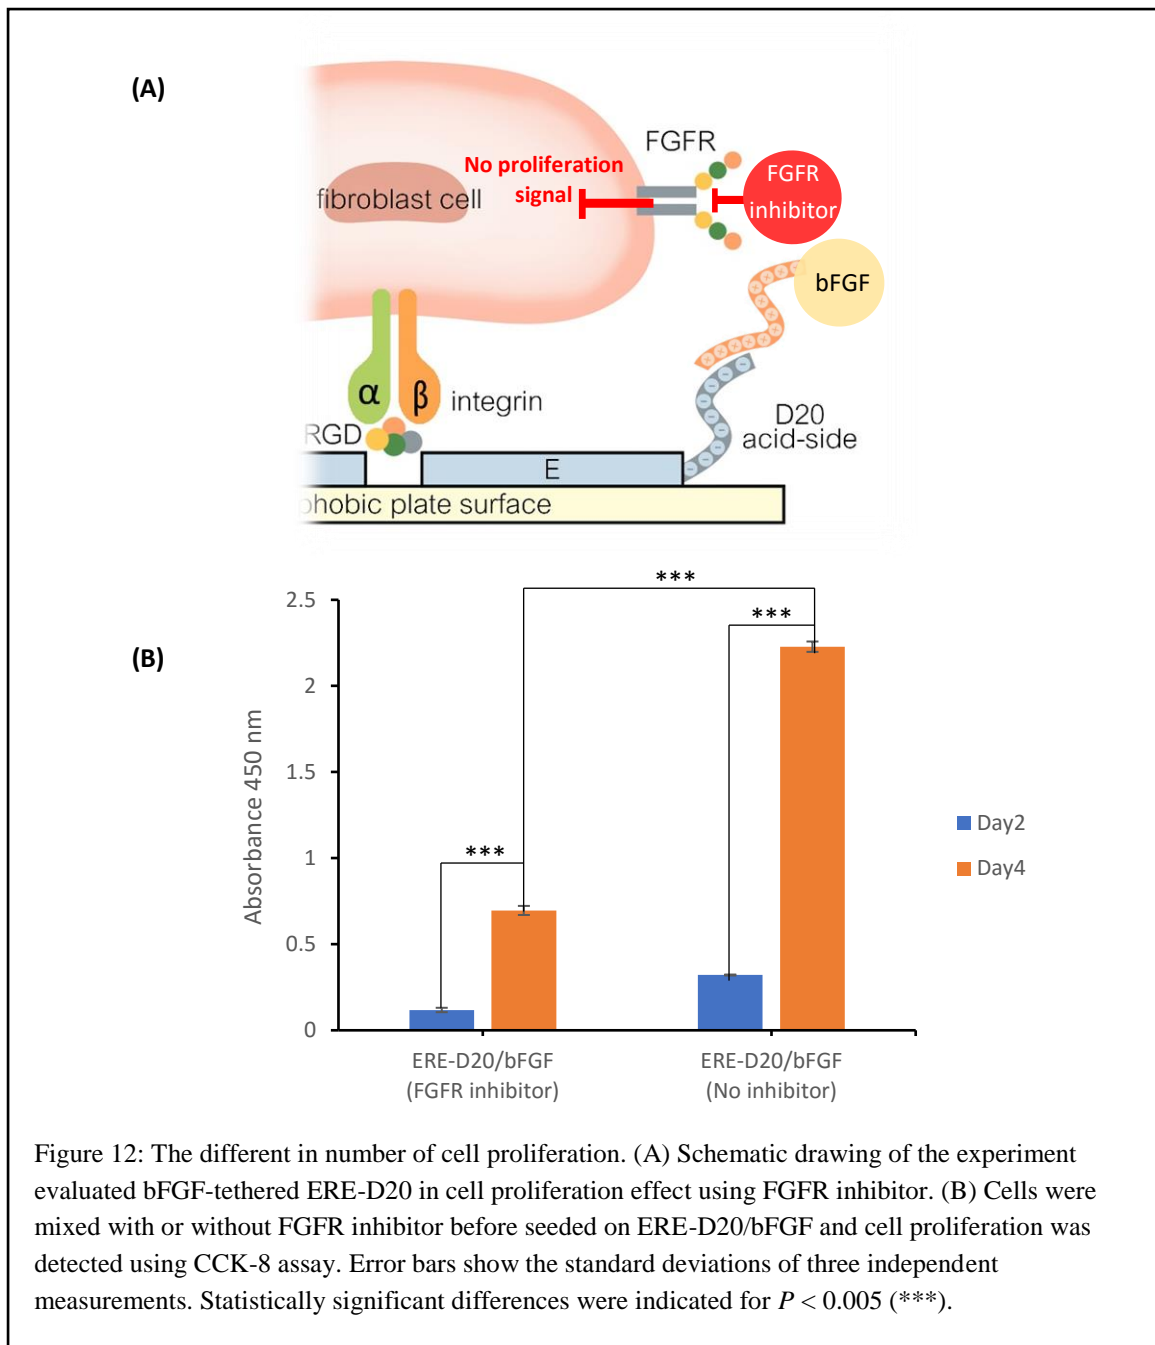 (A)
FGFR
No proliferation
signal
FGFR
inhibitor
fibroblast cell
bFGF
α
β
integrin
D20
acid-side
RGD
E
phobic plate surface
(B)
***
***
***
Absorbance 450 nm
2.5
2
1.5
1
0.5
0
Day2
Day4
ERE-D20/bFGF
(FGFR inhibitor)
ERE-D20/bFGF
(No inhibitor)
Figure 12: The different in number of cell proliferation. (A) Schematic drawing of the experiment
evaluated bFGF-tethered ERE-D20 in cell proliferation effect using FGFR inhibitor. (B) Cells were
mixed with or without FGFR inhibitor before seeded on ERE-D20/bFGF and cell proliferation was
detected using CCK-8 assay. Error bars show the standard deviations of three independent
measurements. Statistically significant differences were indicated for P < 0.005 (***).